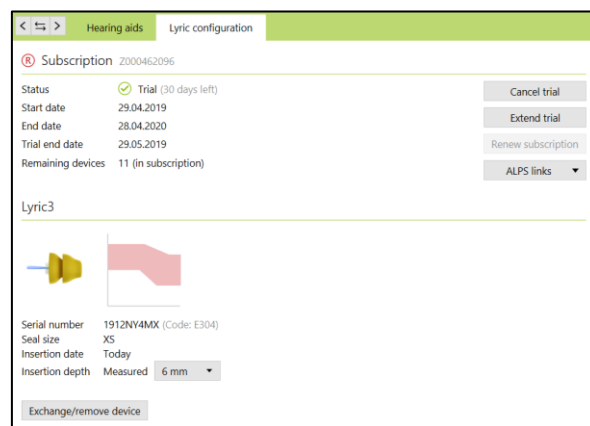 Hearing aids Lyric configuration
® Subscription Z000462096
Status Trial (30 days left) Cancel trial
Start date 29.04.2019 Extend trial
End date 28.04.2020
Trial end date 29.05.2019 Renew subscription
Remaining devices 11 (in subscription) ALPS links
Lyric3
Serial number 1912NY4MX (Code: E304)
Seal size XS
Insertion date Today
Insertion depth Measured 6 mm
Exchange/remove device